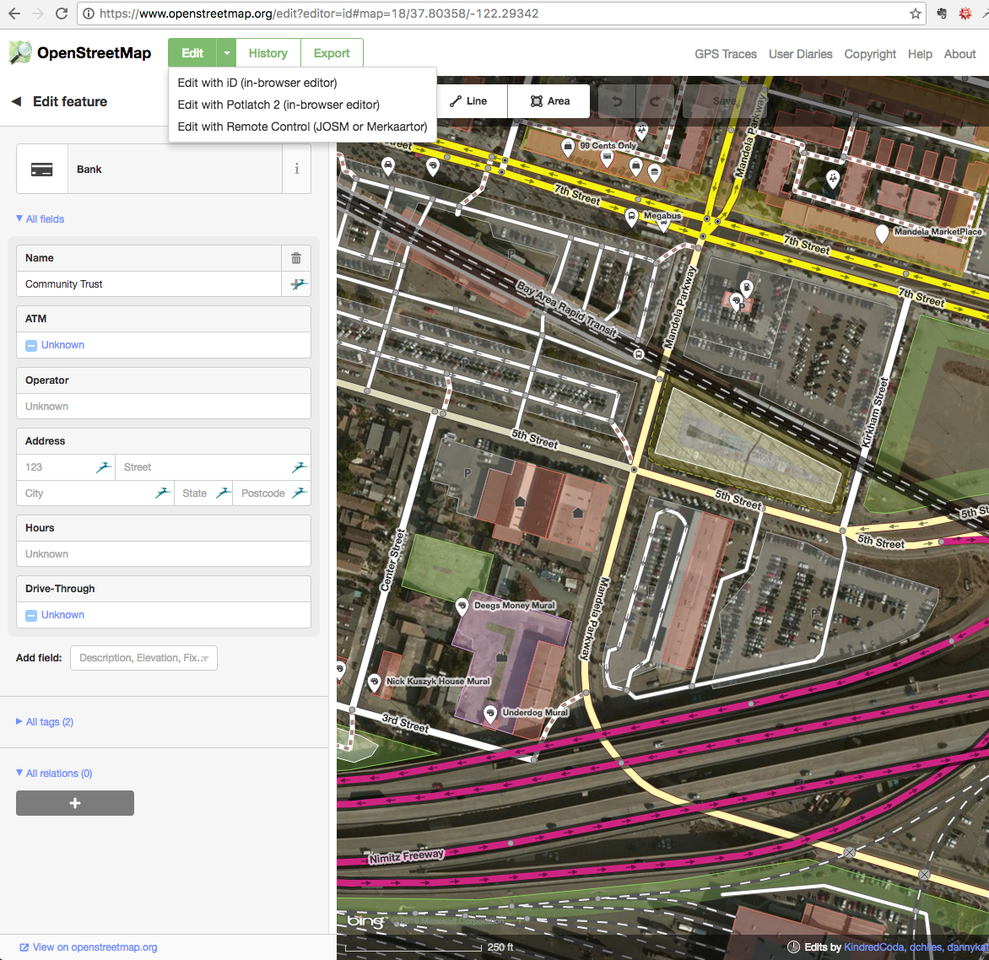 https://www.openstreetmap.org/edit?editor=id#map=18/37.80358/-122.29342
OpenStreetMap
Edit
History
Export
GPS Traces
User Diaries
Copyright
Help
About
Edit with iD (in-browser editor)
Edit with Potlatch 2 (in-browser editor)
Edit with Remote Control (JOSM or Merkaartor)
Edit feature
Line
Area
Save
Bank
i
All fields
Name
Community Trust
ATM
Unknown
Operator
Unknown
Address
123
Street
City
State
Postcode
Hours
Unknown
Drive-Through
Unknown
Add field:
Description, Elevation, Fix...
All tags (2)
All relations (0)
+
View on openstreetmap.org
99 Cents Only
Mandela Parkway
7th Street
Megabus
7th Street
Mandela MarketPlace
7th Street
Bay Area Rapid Transit
Mandela Parkway
Kirkham Street
5th Street
5th Street
5th St
5th Street
Center Street
Mandela Parkway
Deegs Money Mural
Nick Kuszyk House Mural
Underdog Mural
3rd Street
Nimitz Freeway
bing
250 ft
Edits by KindredCoda, dchiles, dannykat